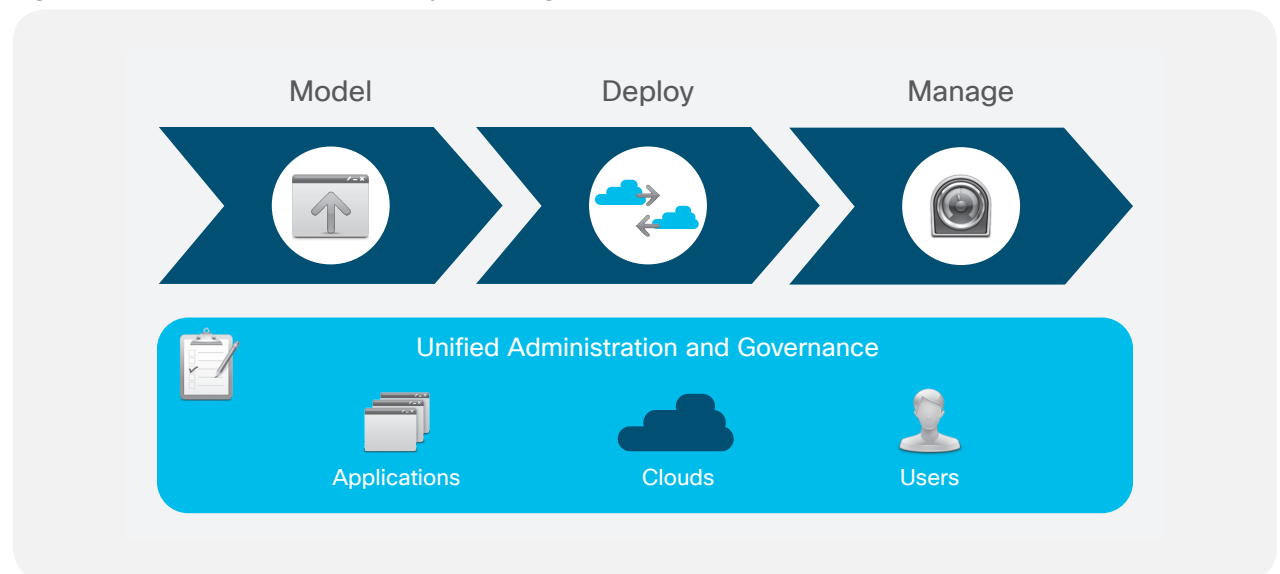 Model
Deploy
Manage
Unified Administration and Governance
Applications
Clouds
Users